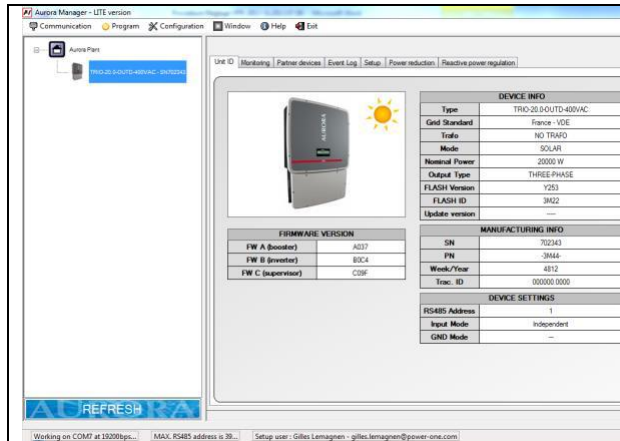 Aurora Manager - LITE version
Communication Program Configuration Window Help Exit
Aurora Plant
TRIO-20.0-OUTD-400VAC - SN702343
Unit ID Monitoring Partner devices Event Log Setup Power reduction Reactive power regulation
AURORA
DEVICE INFO
Type TRIO-20.0-OUTD-400VAC
Grid Standard France - VDE
Trafo NO TRAFO
Mode SOLAR
Nominal Power 20000 W
Output Type THREE-PHASE
FLASH Version Y253
FLASH ID 3M22
Update version ----
FIRMWARE VERSION
FW A (booster) A037
FW B (inverter) B0C4
FW C (supervisor) C09F
MANUFACTURING INFO
SN 702343
PN -3M44-
Week/Year 4812
Trac. ID 000000.0000
DEVICE SETTINGS
RS485 Address 1
Input Mode Independent
GND Mode --
AURORA
REFRESH
Working on COM7 at 19200bps... MAX. RS485 address is 39... Setup user : Gilles Lemagnen - gilles.lemagnen@power-one.com